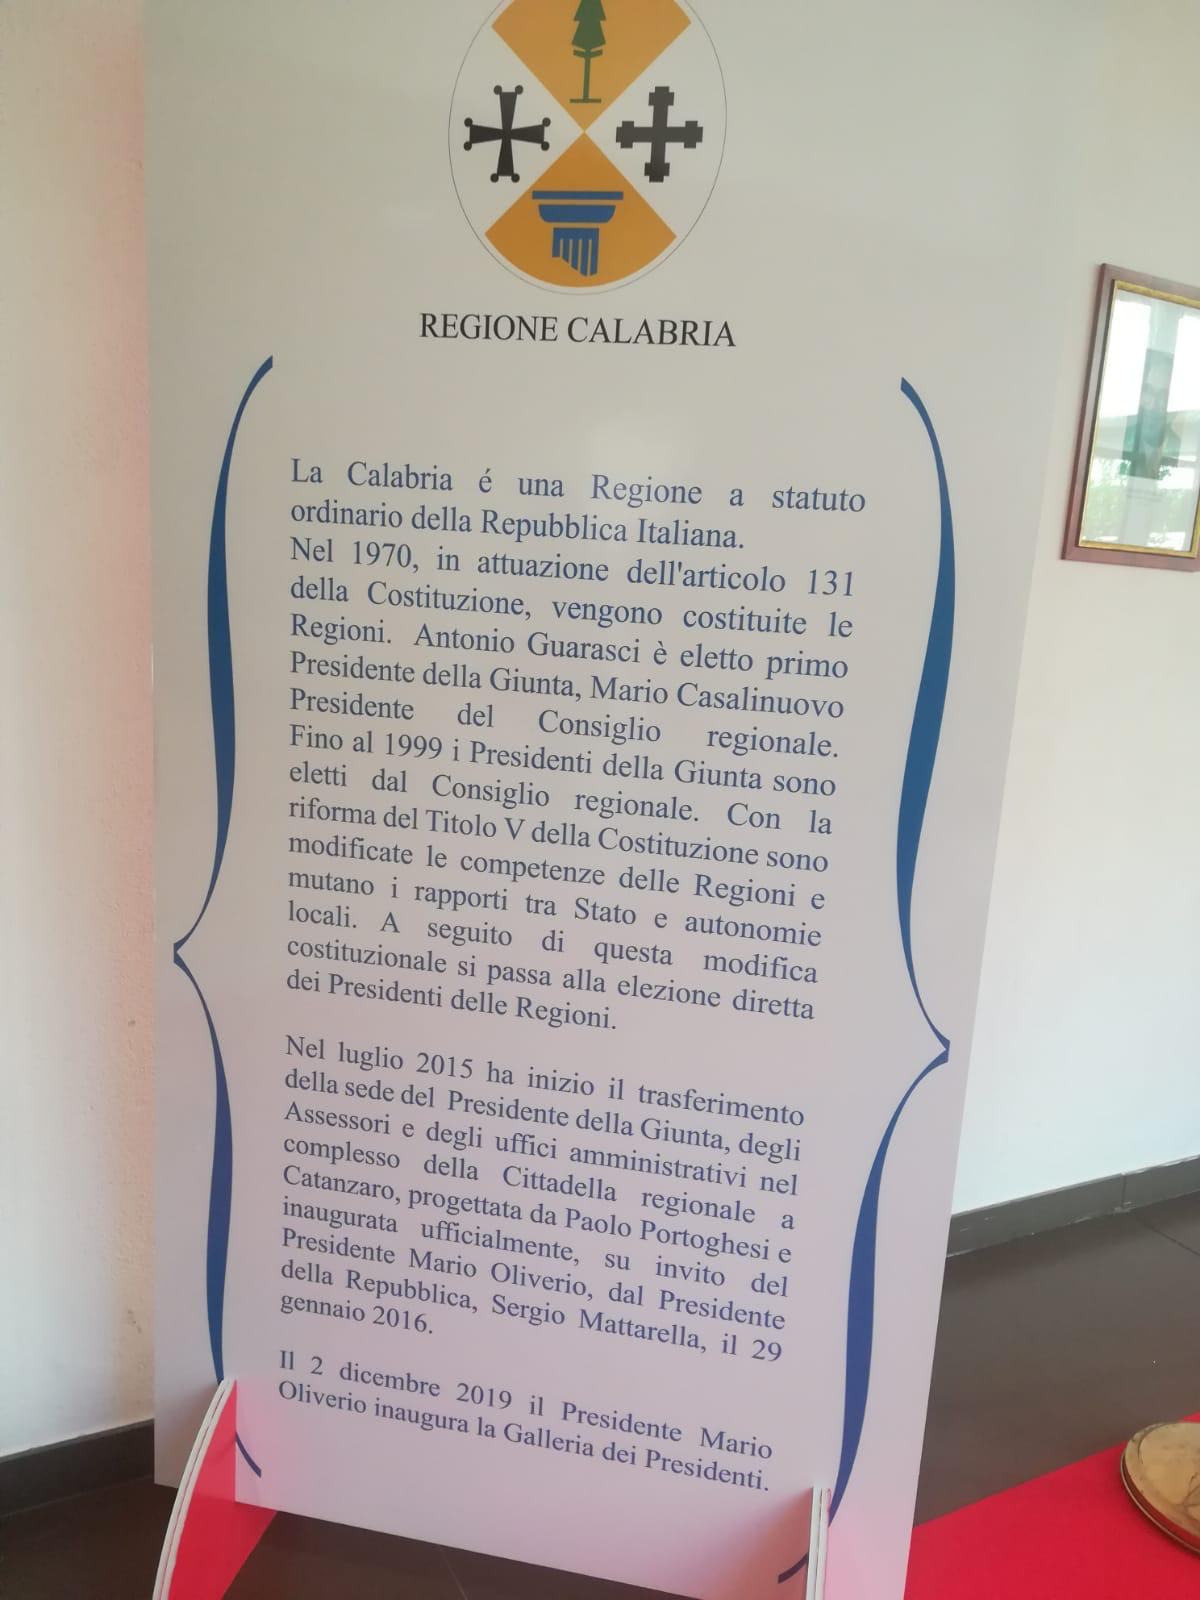 REGIONE CALABRIA
La Calabria é una Regione a statuto
ordinario della Repubblica Italiana.
Nel 1970, in attuazione dell'articolo 131
della Costituzione, vengono costituite le
Regioni. Antonio Guarasci è eletto primo
Presidente della Giunta, Mario Casalinuovo
Presidente del Consiglio regionale.
Fino al 1999 i Presidenti della Giunta sono
eletti dal Consiglio regionale. Con la
riforma del Titolo V della Costituzione sono
modificate le competenze delle Regioni e
mutano i rapporti tra Stato e autonomie
locali. A seguito di questa modifica
costituzionale si passa alla elezione diretta
dei Presidenti delle Regioni.
Nel luglio 2015 ha inizio il trasferimento
della sede del Presidente della Giunta, degli
Assessori e degli uffici amministrativi nel
complesso della Cittadella regionale a
Catanzaro, progettata da Paolo Portoghesi e
inaugurata ufficialmente, su invito del
Presidente Mario Oliverio, dal Presidente
della Repubblica, Sergio Mattarella, il 29
gennaio 2016.
Il 2 dicembre 2019 il Presidente Mario
Oliverio inaugura la Galleria dei Presidenti.